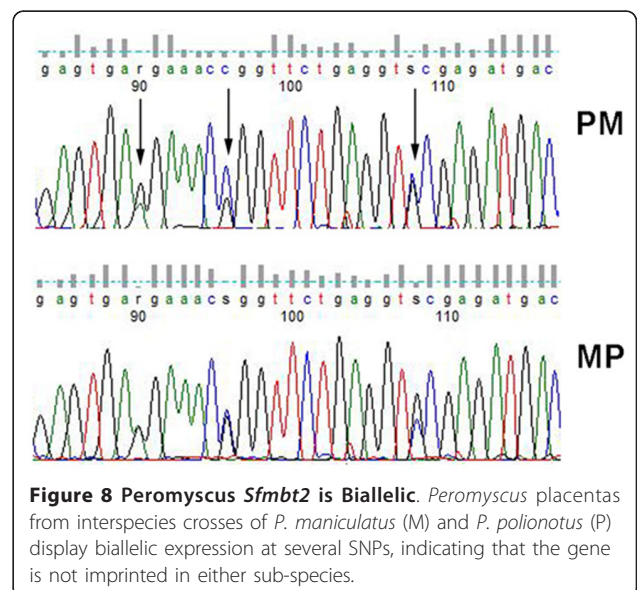 g a g t g a r g a a a c c g g t t c t g a g g t s c g a g a t g a c
90 100 110
PM
g a g t g a r g a a a c s g g t t c t g a g g t s c g a g a t g a c
90 100 110
MP
Figure 8 Peromyscus Sfmbt2 is Biallelic. Peromyscus placentas
from interspecies crosses of P. maniculatus (M) and P. polionotus (P)
display biallelic expression at several SNPs, indicating that the gene
is not imprinted in either sub-species.